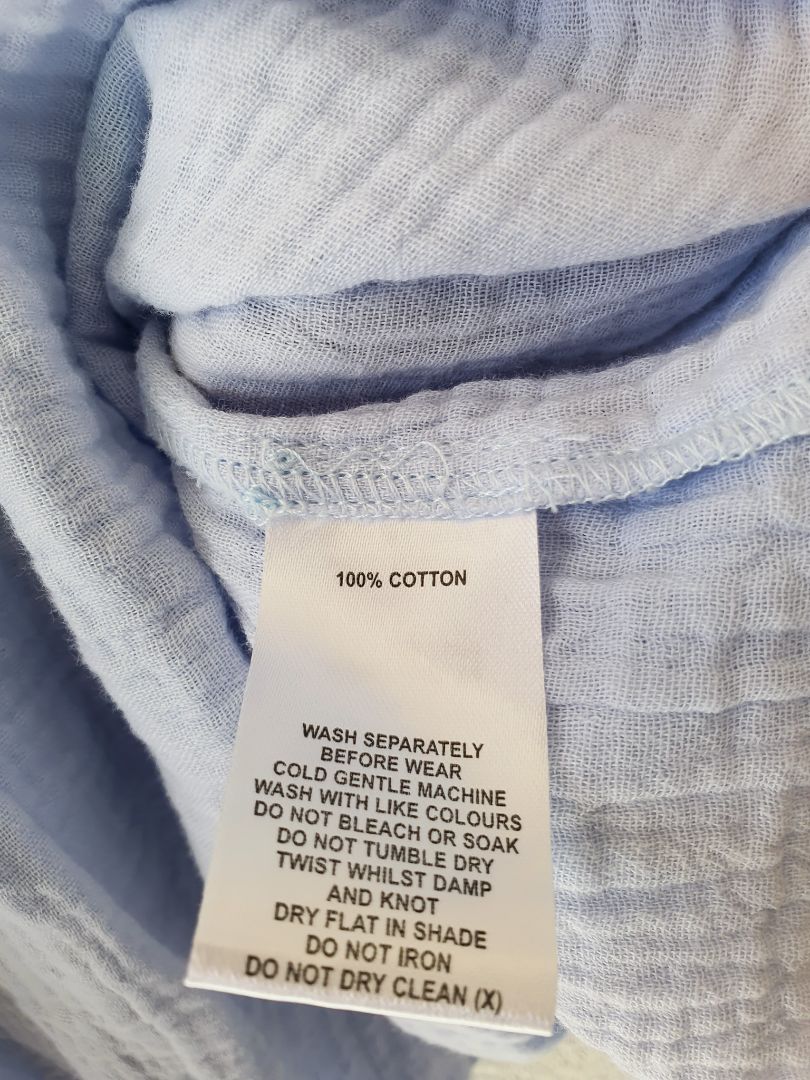 100% COTTON
WASH SEPARATELY
BEFORE WEAR
COLD GENTLE MACHINE
WASH WITH LIKE COLOURS
DO NOT BLEACH OR SOAK
DO NOT TUMBLE DRY
TWIST WHILST DAMP
AND KNOT
DRY FLAT IN SHADE
DO NOT IRON
DO NOT DRY CLEAN (X)